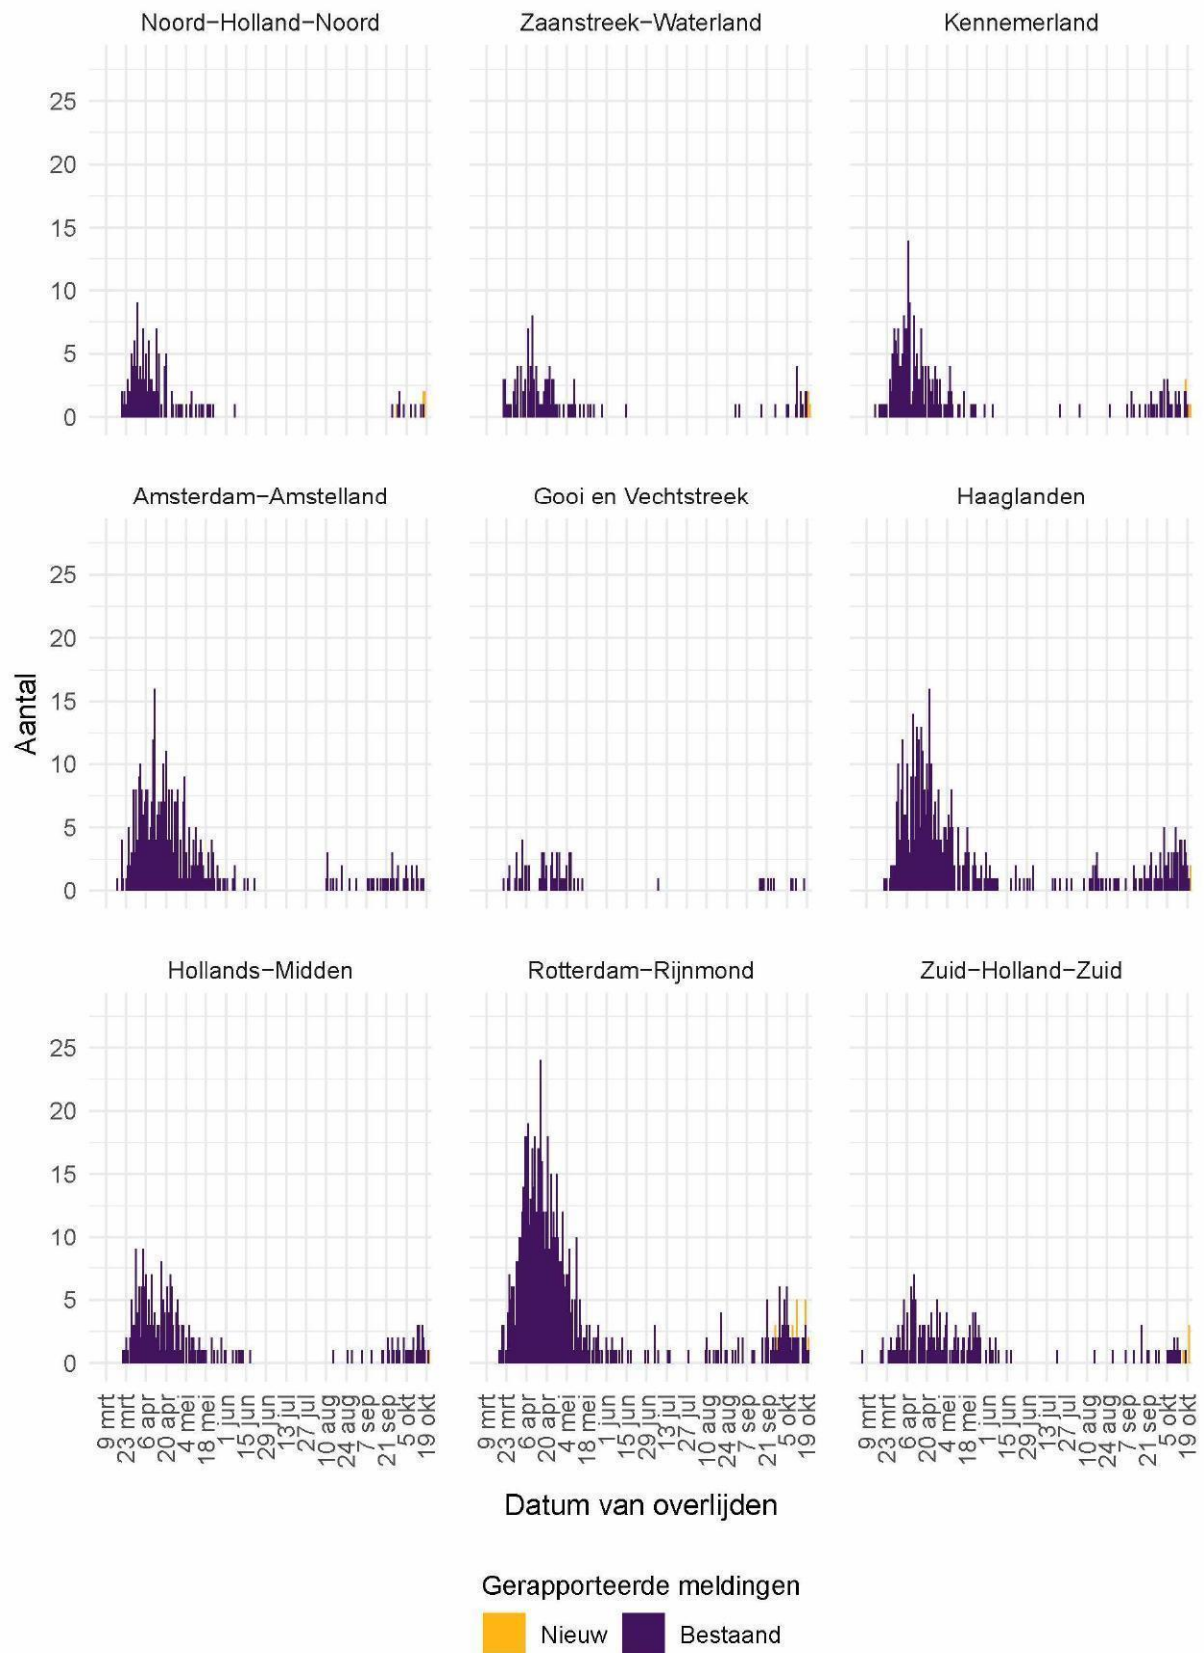 Noord−Holland−Noord Zaanstreek−Waterland Kennemerland
25
20
15
10
5
0
Amsterdam−Amstelland Gooi en Vechtstreek Haaglanden
25
20
15
10
5
0
Aantal
Hollands−Midden Rotterdam−Rijnmond Zuid−Holland−Zuid
25
20
15
10
5
0
9 mrt 23 mrt 6 apr 20 apr 4 mei 18 mei 1 jun 15 jun 29 jun 13 jul 27 jul 10 aug 24 aug 7 sep 21 sep 5 okt 19 okt
9 mrt 23 mrt 6 apr 20 apr 4 mei 18 mei 1 jun 15 jun 29 jun 13 jul 27 jul 10 aug 24 aug 7 sep 21 sep 5 okt 19 okt
9 mrt 23 mrt 6 apr 20 apr 4 mei 18 mei 1 jun 15 jun 29 jun 13 jul 27 jul 10 aug 24 aug 7 sep 21 sep 5 okt 19 okt
Datum van overlijden
Gerapporteerde meldingen
Nieuw Bestaand